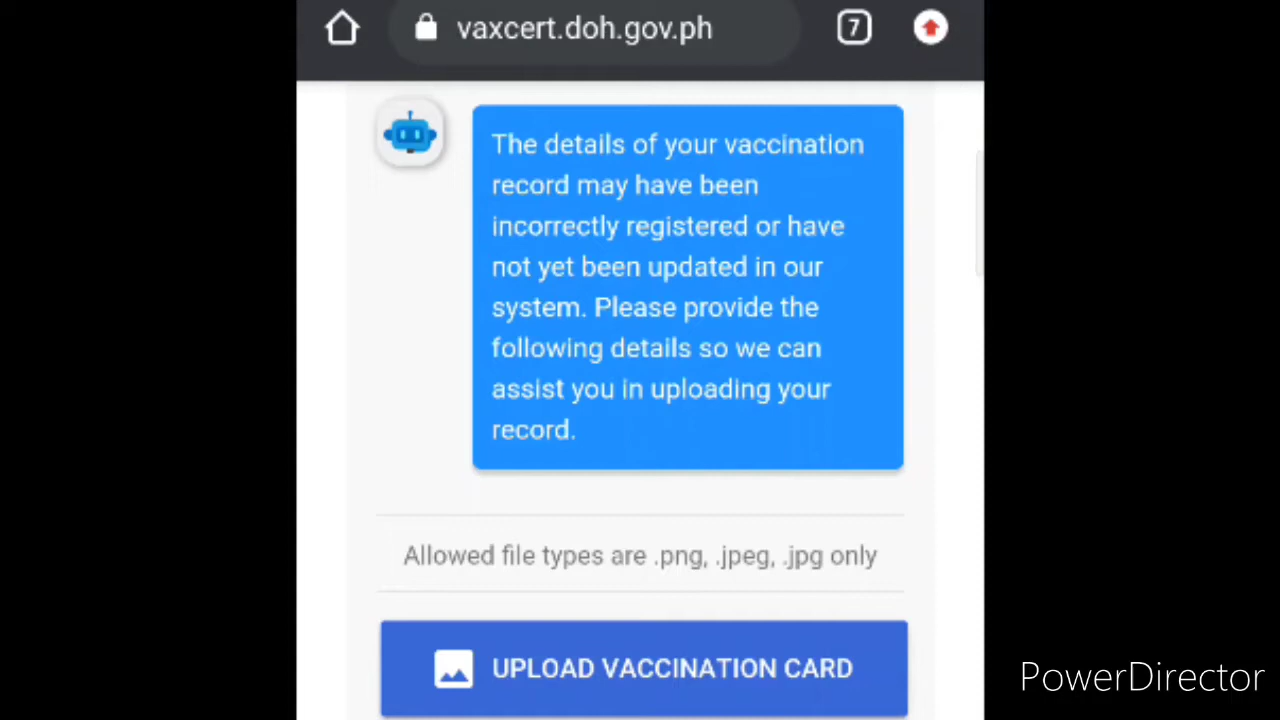 vaxcert.doh.gov.ph
7
The details of your vaccination
record may have been
incorrectly registered or have
not yet been updated in our
system. Please provide the
following details so we can
assist you in uploading your
record.
Allowed file types are .png, .jpeg, .jpg only
UPLOAD VACCINATION CARD
PowerDirector